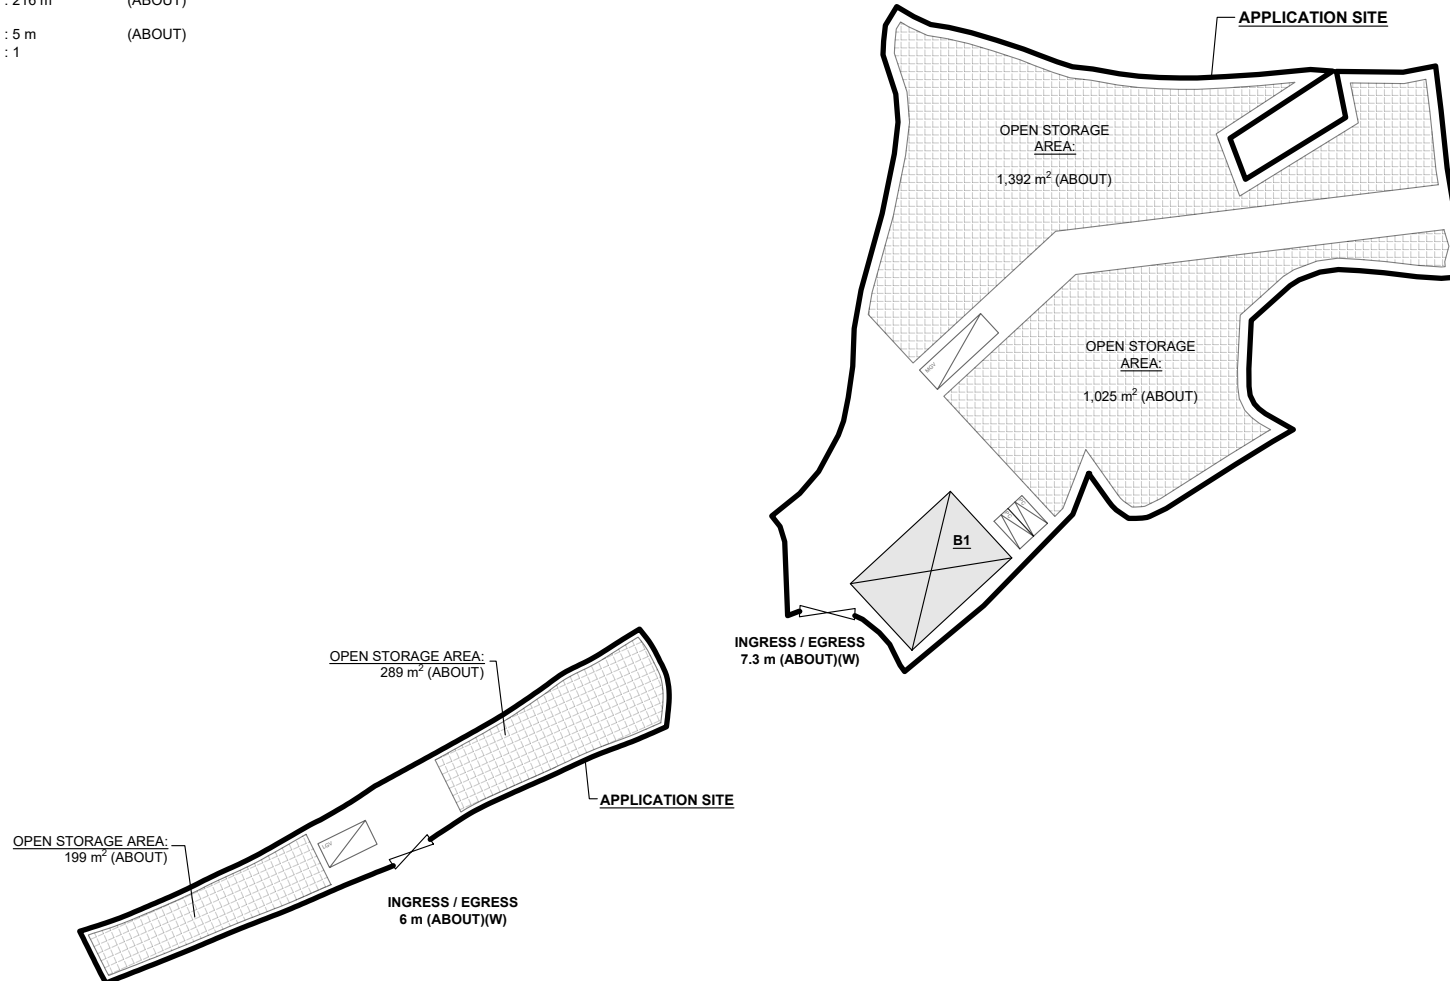 : 216 m (ABOUT)
: 5 m (ABOUT)
: 1
APPLICATION SITE
OPEN STORAGE
AREA:
1,392 m² (ABOUT)
OPEN STORAGE
AREA:
1,025 m² (ABOUT)
MGV
B1
INGRESS / EGRESS
7.3 m (ABOUT)(W)
OPEN STORAGE AREA:
289 m² (ABOUT)
APPLICATION SITE
OPEN STORAGE AREA:
199 m² (ABOUT)
LGV
INGRESS / EGRESS
6 m (ABOUT)(W)